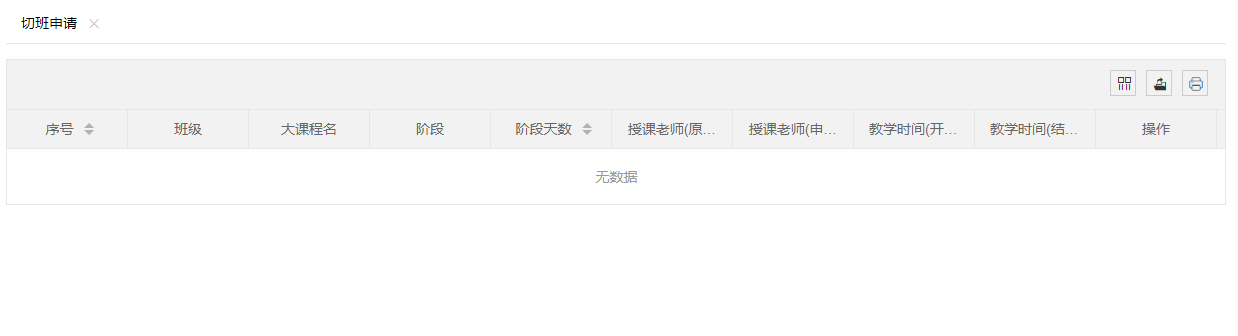 切班申请
序号 班级 大课程名 阶段 阶段天数 授课老师(原... 授课老师(申... 教学时间(开... 教学时间(结... 操作
无数据